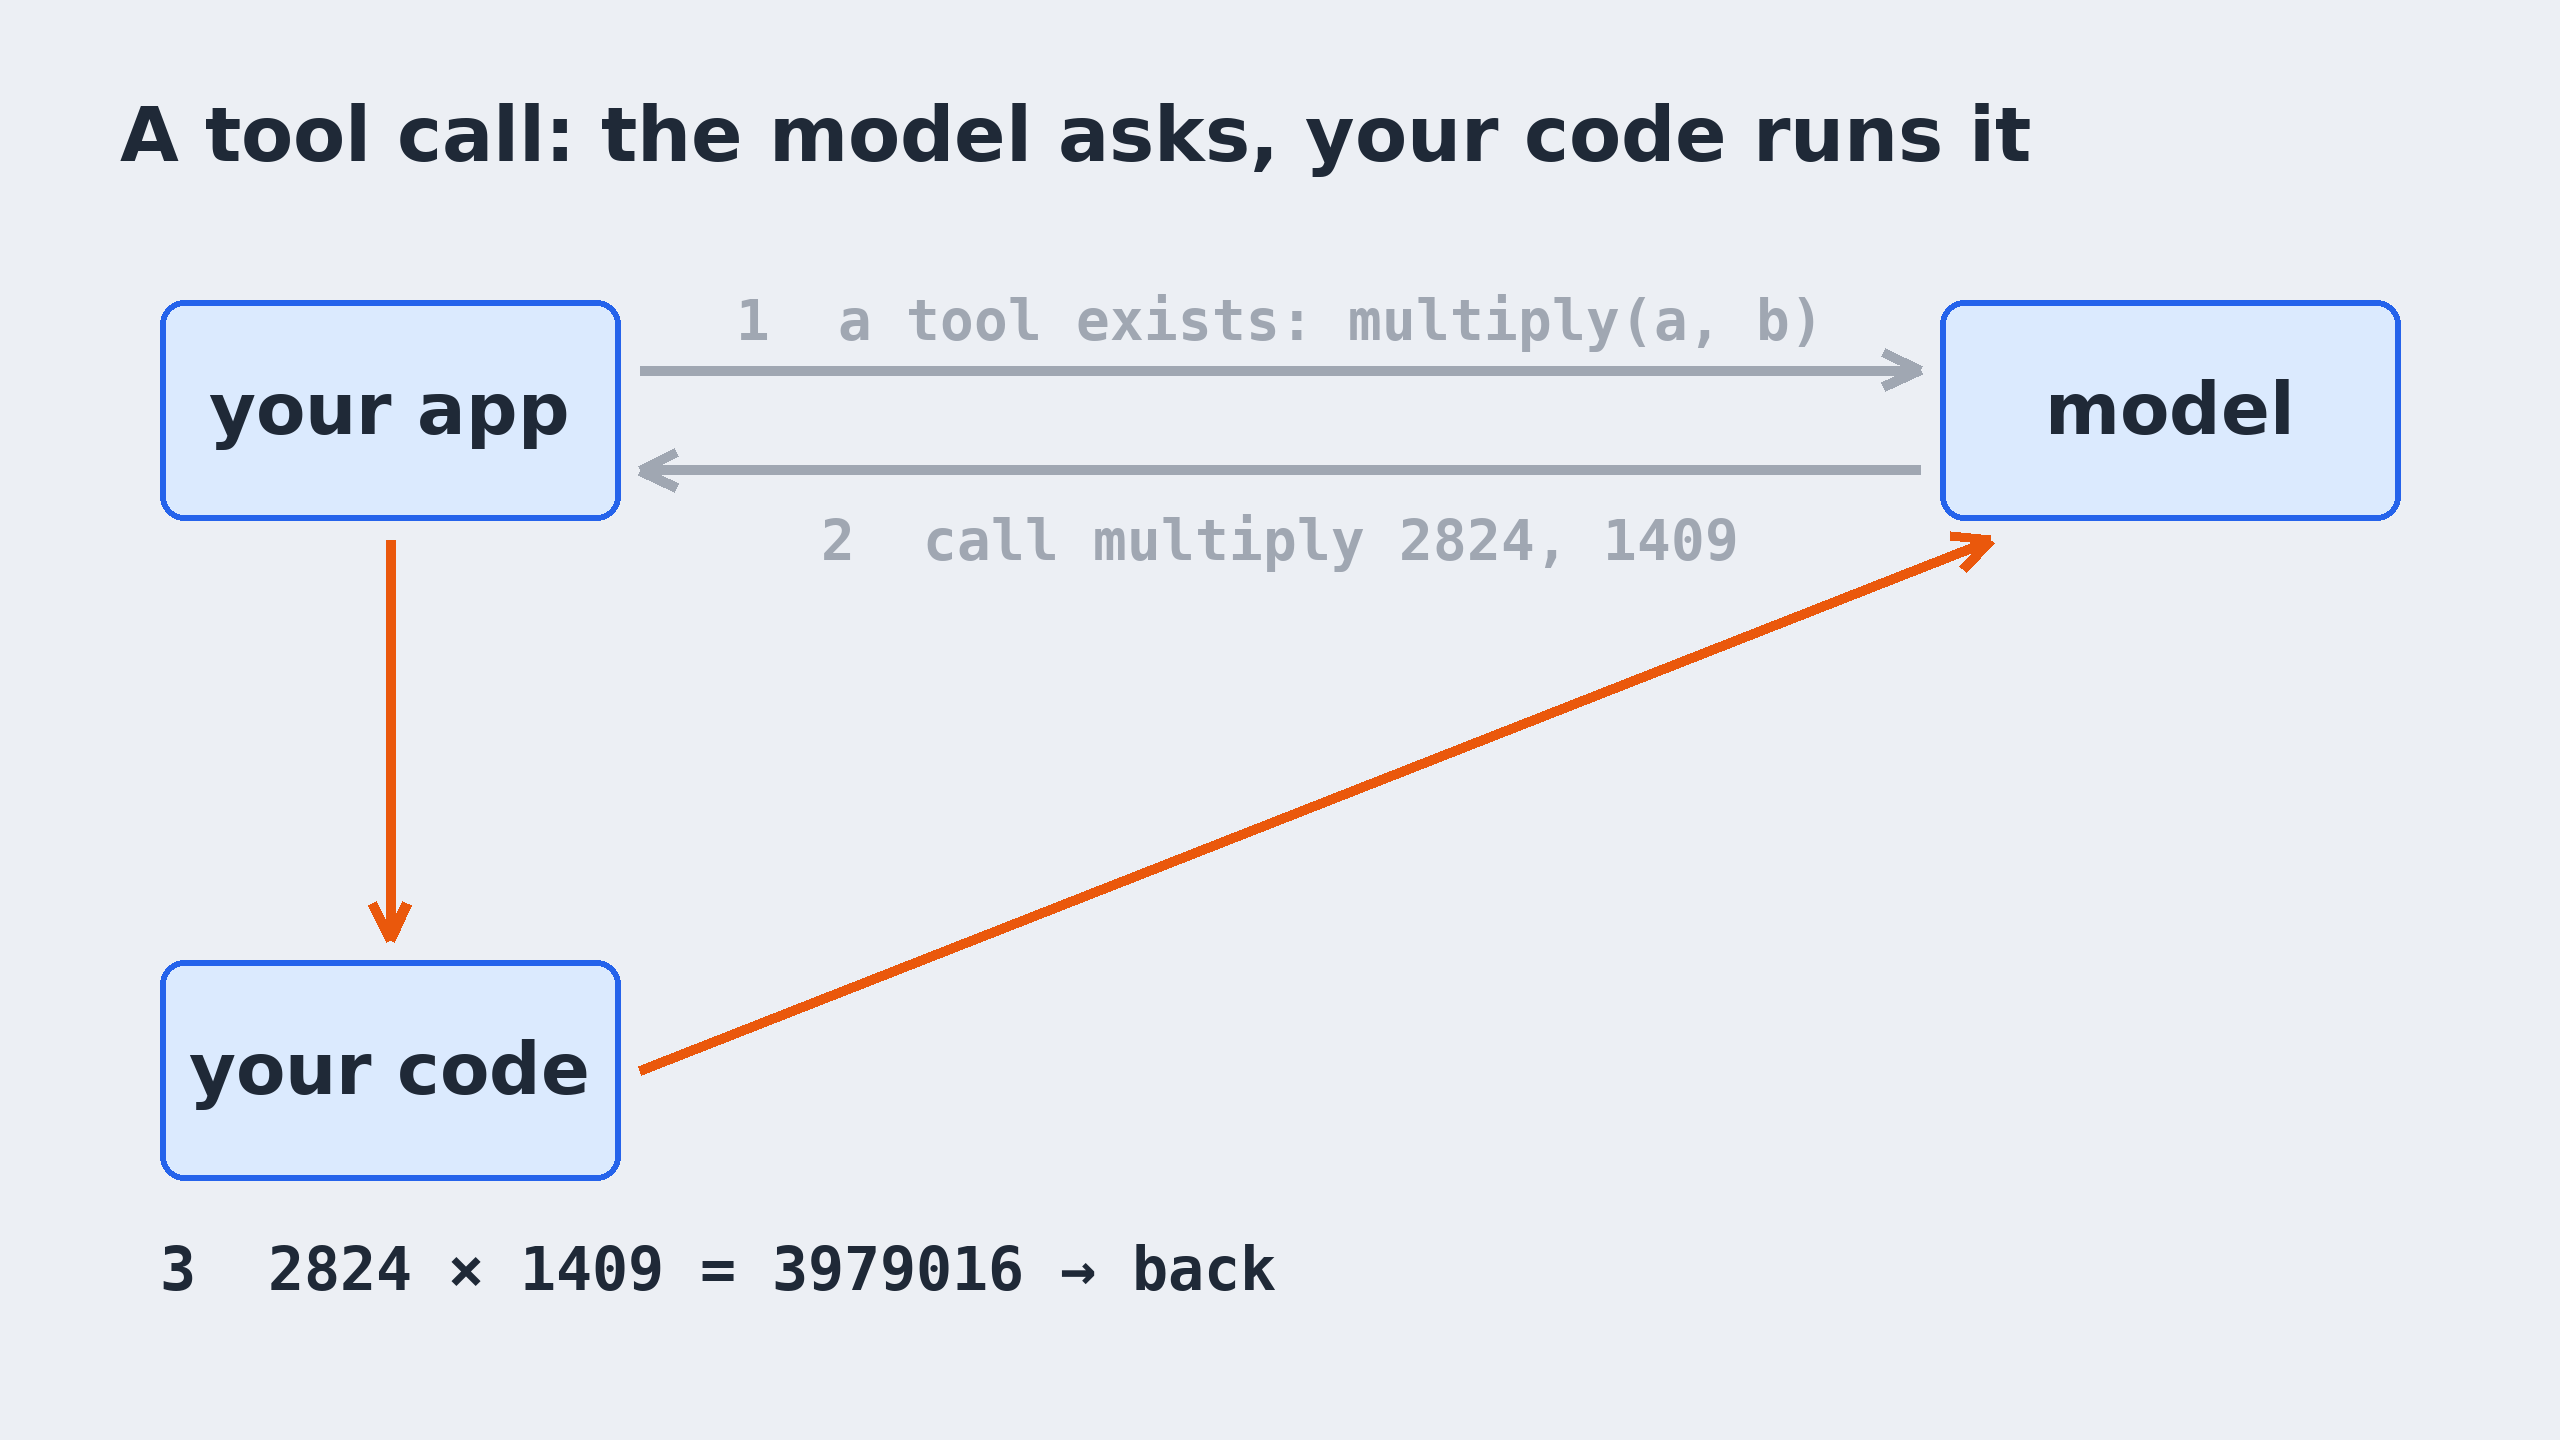 A tool call: the model asks, your code runs it
1  a tool exists: multiply(a, b)
your app
model
2  call multiply 2824, 1409
your code
3  2824 × 1409 = 3979016 → back